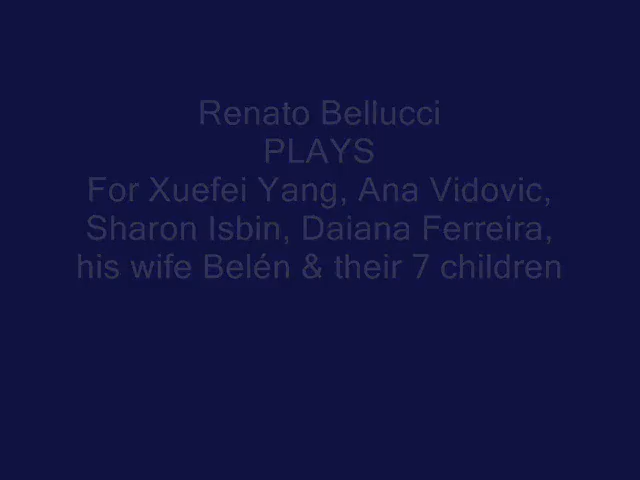 Renato Bellucci
PLAYS
For Xuefei Yang, Ana Vidovic,
Sharon Isbin, Daiana Ferreira,
his wife Belén & their 7 children